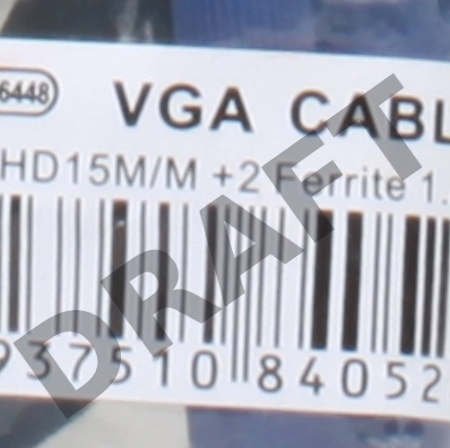 6448
VGA CABL
HD15M/M +2 Ferrite 1.
937510 84052
DRAFT